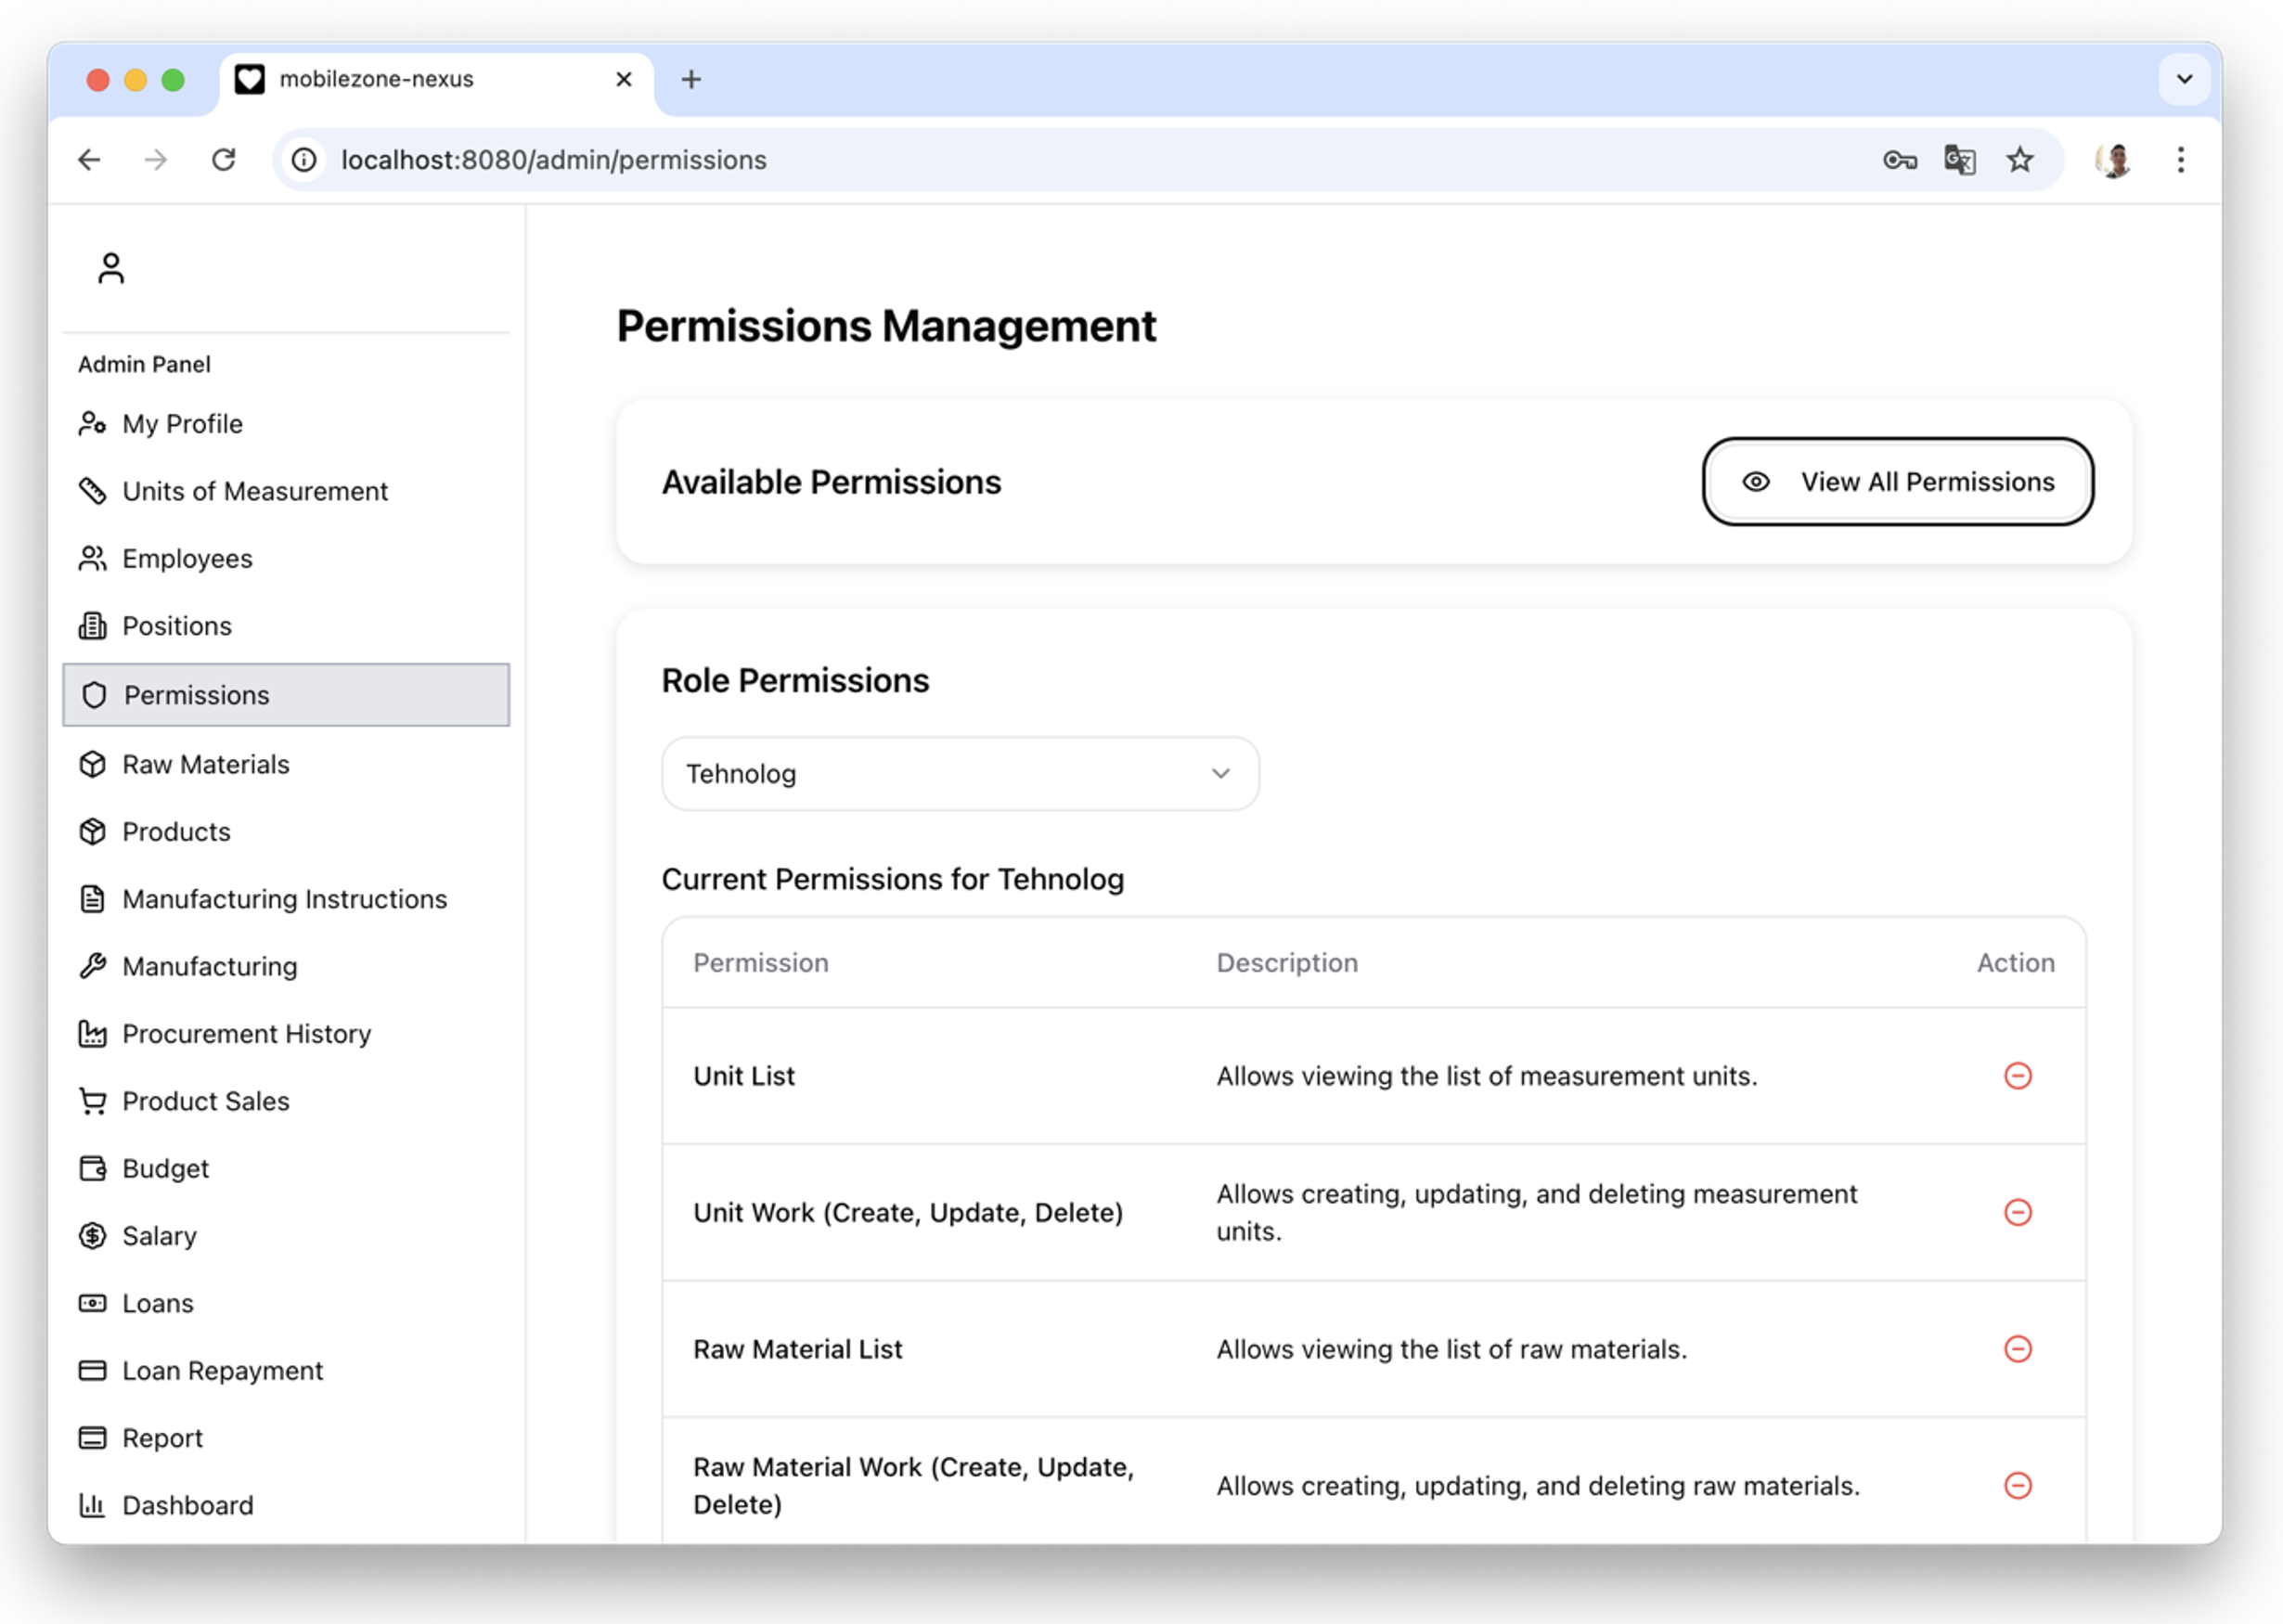 mobilezone-nexus
localhost:8080/admin/permissions
Admin Panel
My Profile
Units of Measurement
Employees
Positions
Permissions
Raw Materials
Products
Manufacturing Instructions
Manufacturing
Procurement History
Product Sales
Budget
Salary
Loans
Loan Repayment
Report
Dashboard
Permissions Management
Available Permissions
View All Permissions
Role Permissions
Tehnolog
Current Permissions for Tehnolog
Permission Description Action
Unit List Allows viewing the list of measurement units.
Unit Work (Create, Update, Delete) Allows creating, updating, and deleting measurement
units.
Raw Material List Allows viewing the list of raw materials.
Raw Material Work (Create, Update,
Delete) Allows creating, updating, and deleting raw materials.